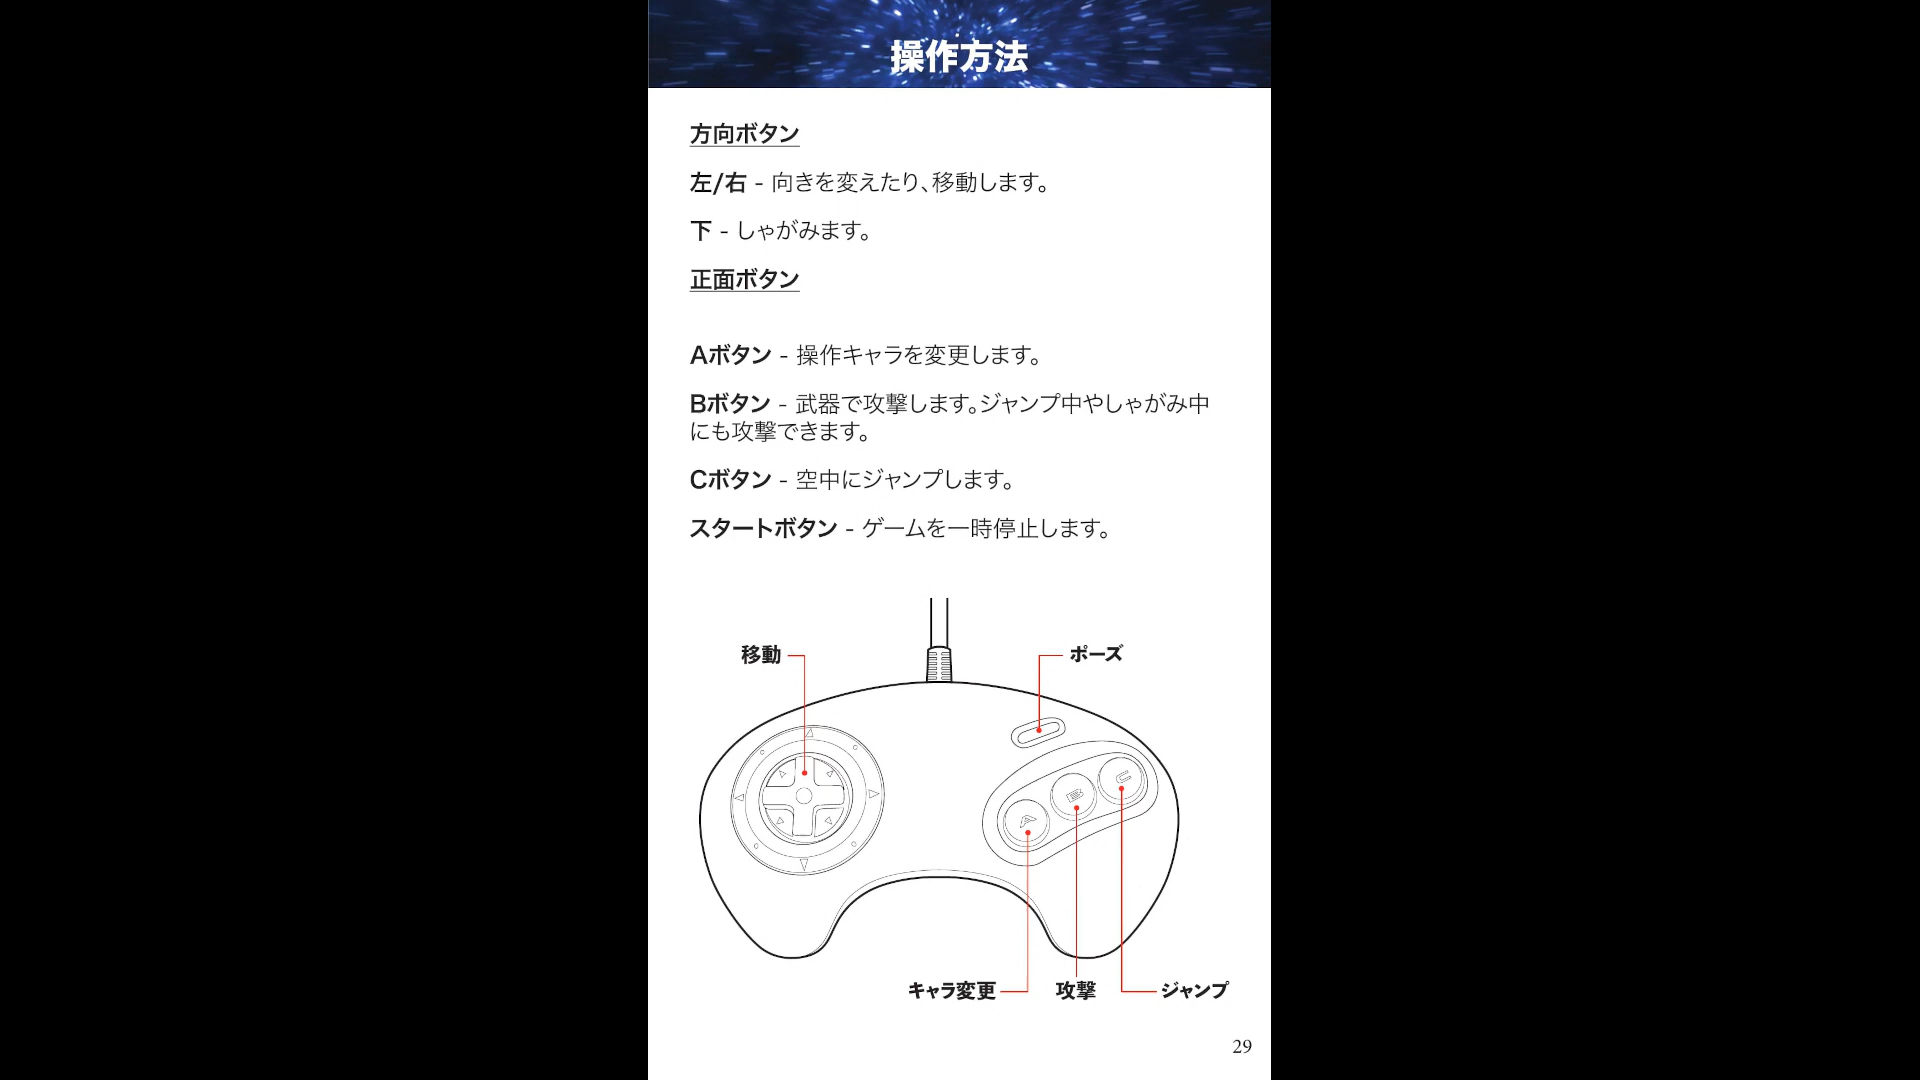 操作方法
方向ボタン
左/右 - 向きを変えたり、移動します。
下 - しゃがみます。
正面ボタン
Aボタン - 操作キャラを変更します。
Bボタン - 武器で攻撃します。ジャンプ中やしゃがみ中
にも攻撃できます。
Cボタン - 空中にジャンプします。
スタートボタン - ゲームを一時停止します。
移動
ポーズ
A
B
C
キャラ変更
攻撃
ジャンプ
29